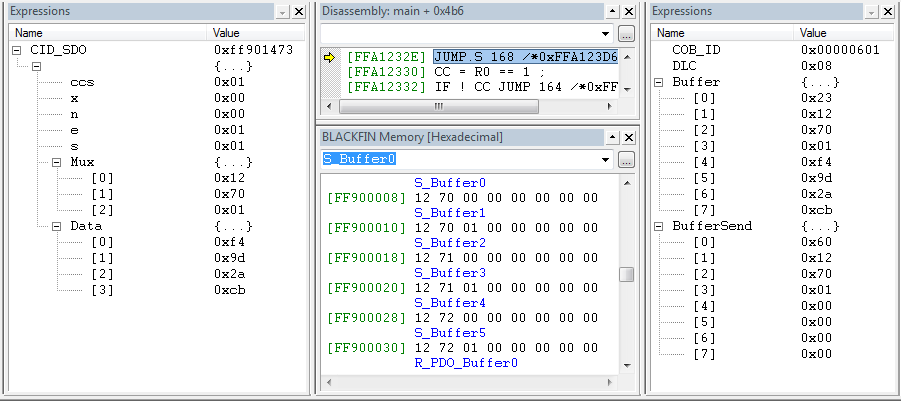 Expressions
Name Value
CID_SDO 0xff901473
{...}
ccs 0x01
x 0x00
n 0x00
e 0x01
s 0x01
Mux {...}
[0] 0x12
[1] 0x70
[2] 0x01
Data {...}
[0] 0xf4
[1] 0x9d
[2] 0x2a
[3] 0xcb
Disassembly: main + 0x4b6
[FFA1232E] JUMP.S 168 /*0xFFA123D6
[FFA12330] CC = R0 == 1 ;
[FFA12332] IF ! CC JUMP 164 /*0xFF
BLACKFIN Memory [Hexadecimal]
S_Buffer0
S_Buffer0
[FF900008] 12 70 00 00 00 00 00 00
S_Buffer1
[FF900010] 12 70 01 00 00 00 00 00
S_Buffer2
[FF900018] 12 71 00 00 00 00 00 00
S_Buffer3
[FF900020] 12 71 01 00 00 00 00 00
S_Buffer4
[FF900028] 12 72 00 00 00 00 00 00
S_Buffer5
[FF900030] 12 72 01 00 00 00 00 00
R_PDO_Buffer0
Expressions
Name Value
COB_ID 0x00000601
DLC 0x08
Buffer {...}
[0] 0x23
[1] 0x12
[2] 0x70
[3] 0x01
[4] 0xf4
[5] 0x9d
[6] 0x2a
[7] 0xcb
BufferSend {...}
[0] 0x60
[1] 0x12
[2] 0x70
[3] 0x01
[4] 0x00
[5] 0x00
[6] 0x00
[7] 0x00